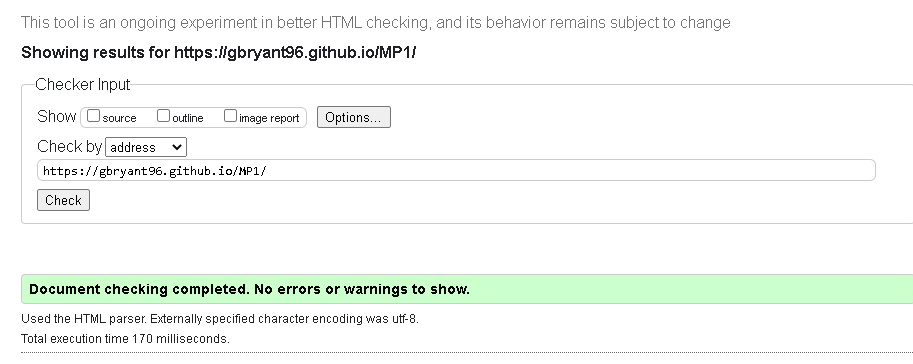 This tool is an ongoing experiment in better HTML checking, and its behavior remains subject to change
Showing results for https://gbryant96.github.io/MP1/
Checker Input
Show source outline image report Options...
Check by address
https://gbryant96.github.io/MP1/
Check
Document checking completed. No errors or warnings to show.
Used the HTML parser. Externally specified character encoding was utf-8.
Total execution time 170 milliseconds.